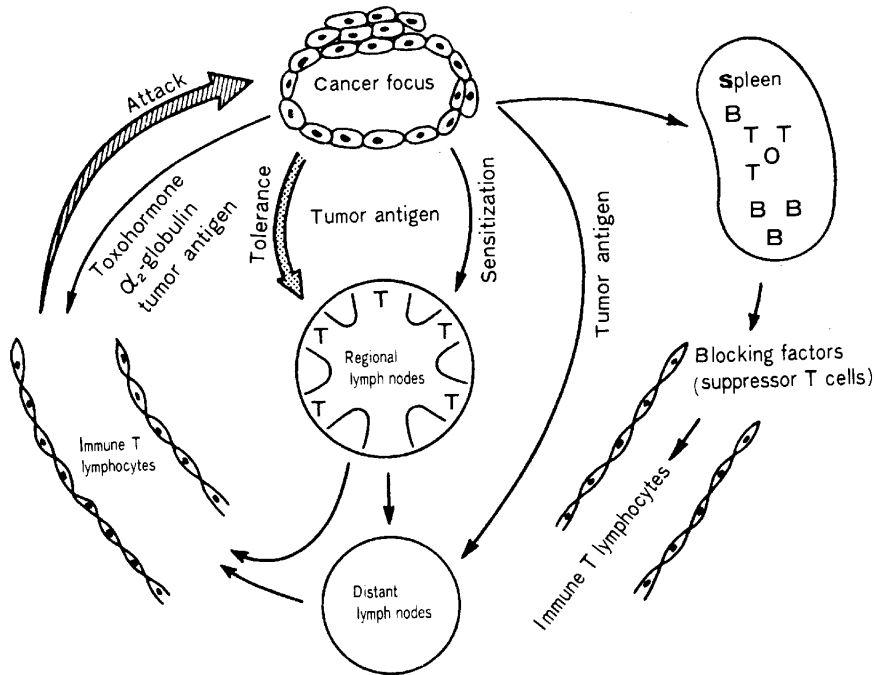 Cancer focus
Attack
Toxohormone
α₂-globulin
tumor antigen
Tolerance
Tumor antigen
Sensitization
Tumor antigen
Spleen
B
T T
O
T
B B
B
T
T T
Regional
lymph nodes
T T
Blocking factors
(suppressor T cells)
Immune T
lymphocytes
Immune T lymphocytes
Distant
lymph nodes